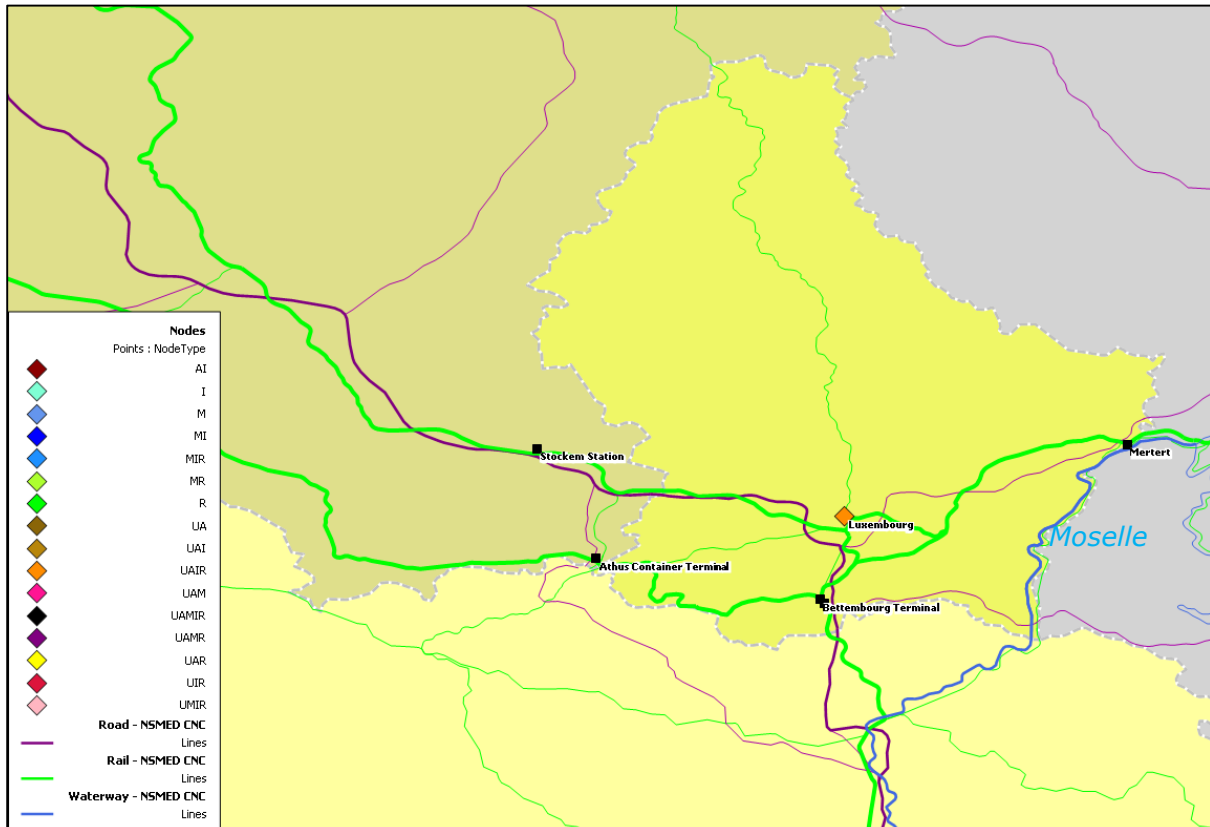 Stockem Station
Mertert
Luxembourg
Moselle
Athus Container Terminal
Bettembourg Terminal
Nodes
Points : NodeType
AI
I
M
MI
MIR
MR
R
UA
UAI
UAIR
UAM
UAMIR
UAMR
UAR
UIR
UMIR
Road - NSMED CNC
Lines
Rail - NSMED CNC
Lines
Waterway - NSMED CNC
Lines